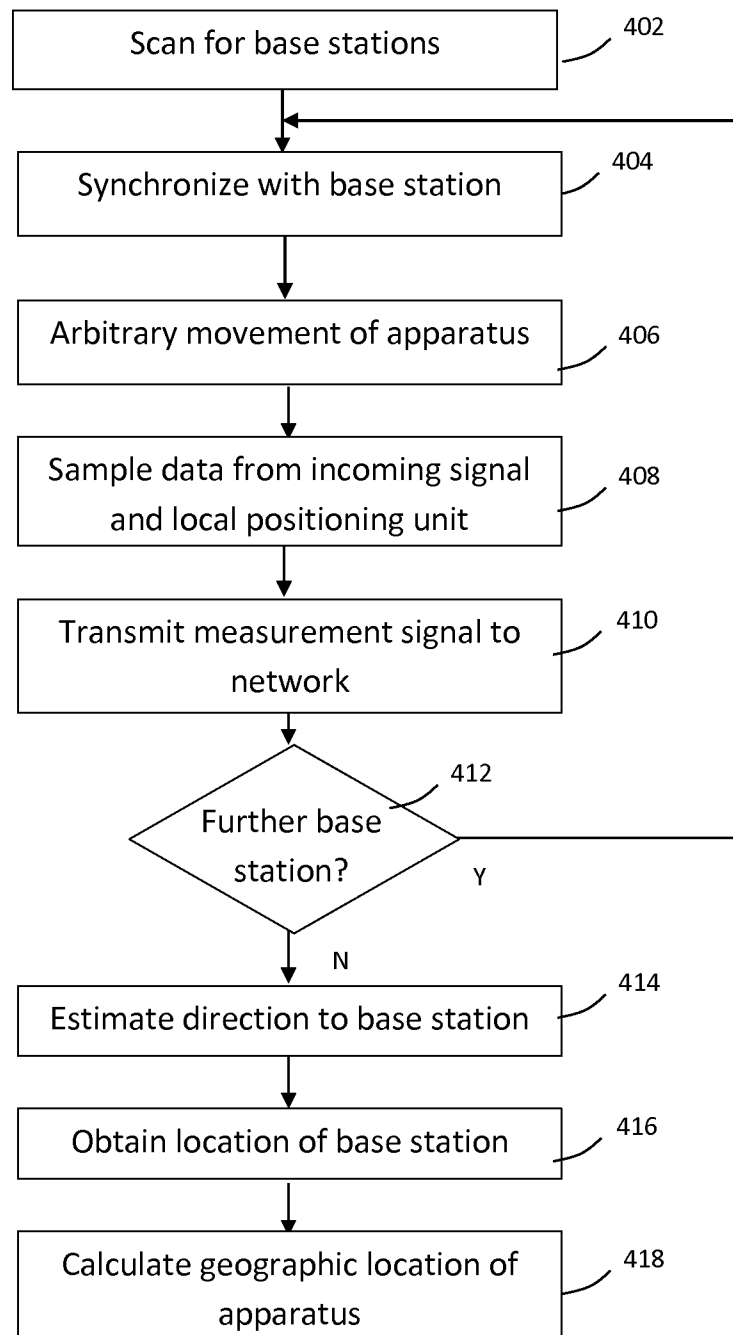 Scan for base stations
402
Synchronize with base station
404
Arbitrary movement of apparatus
406
Sample data from incoming signal
and local positioning unit
408
Transmit measurement signal to
network
410
412
Further base
station?
Y
N
Estimate direction to base station
414
Obtain location of base station
416
Calculate geographic location of
apparatus
418